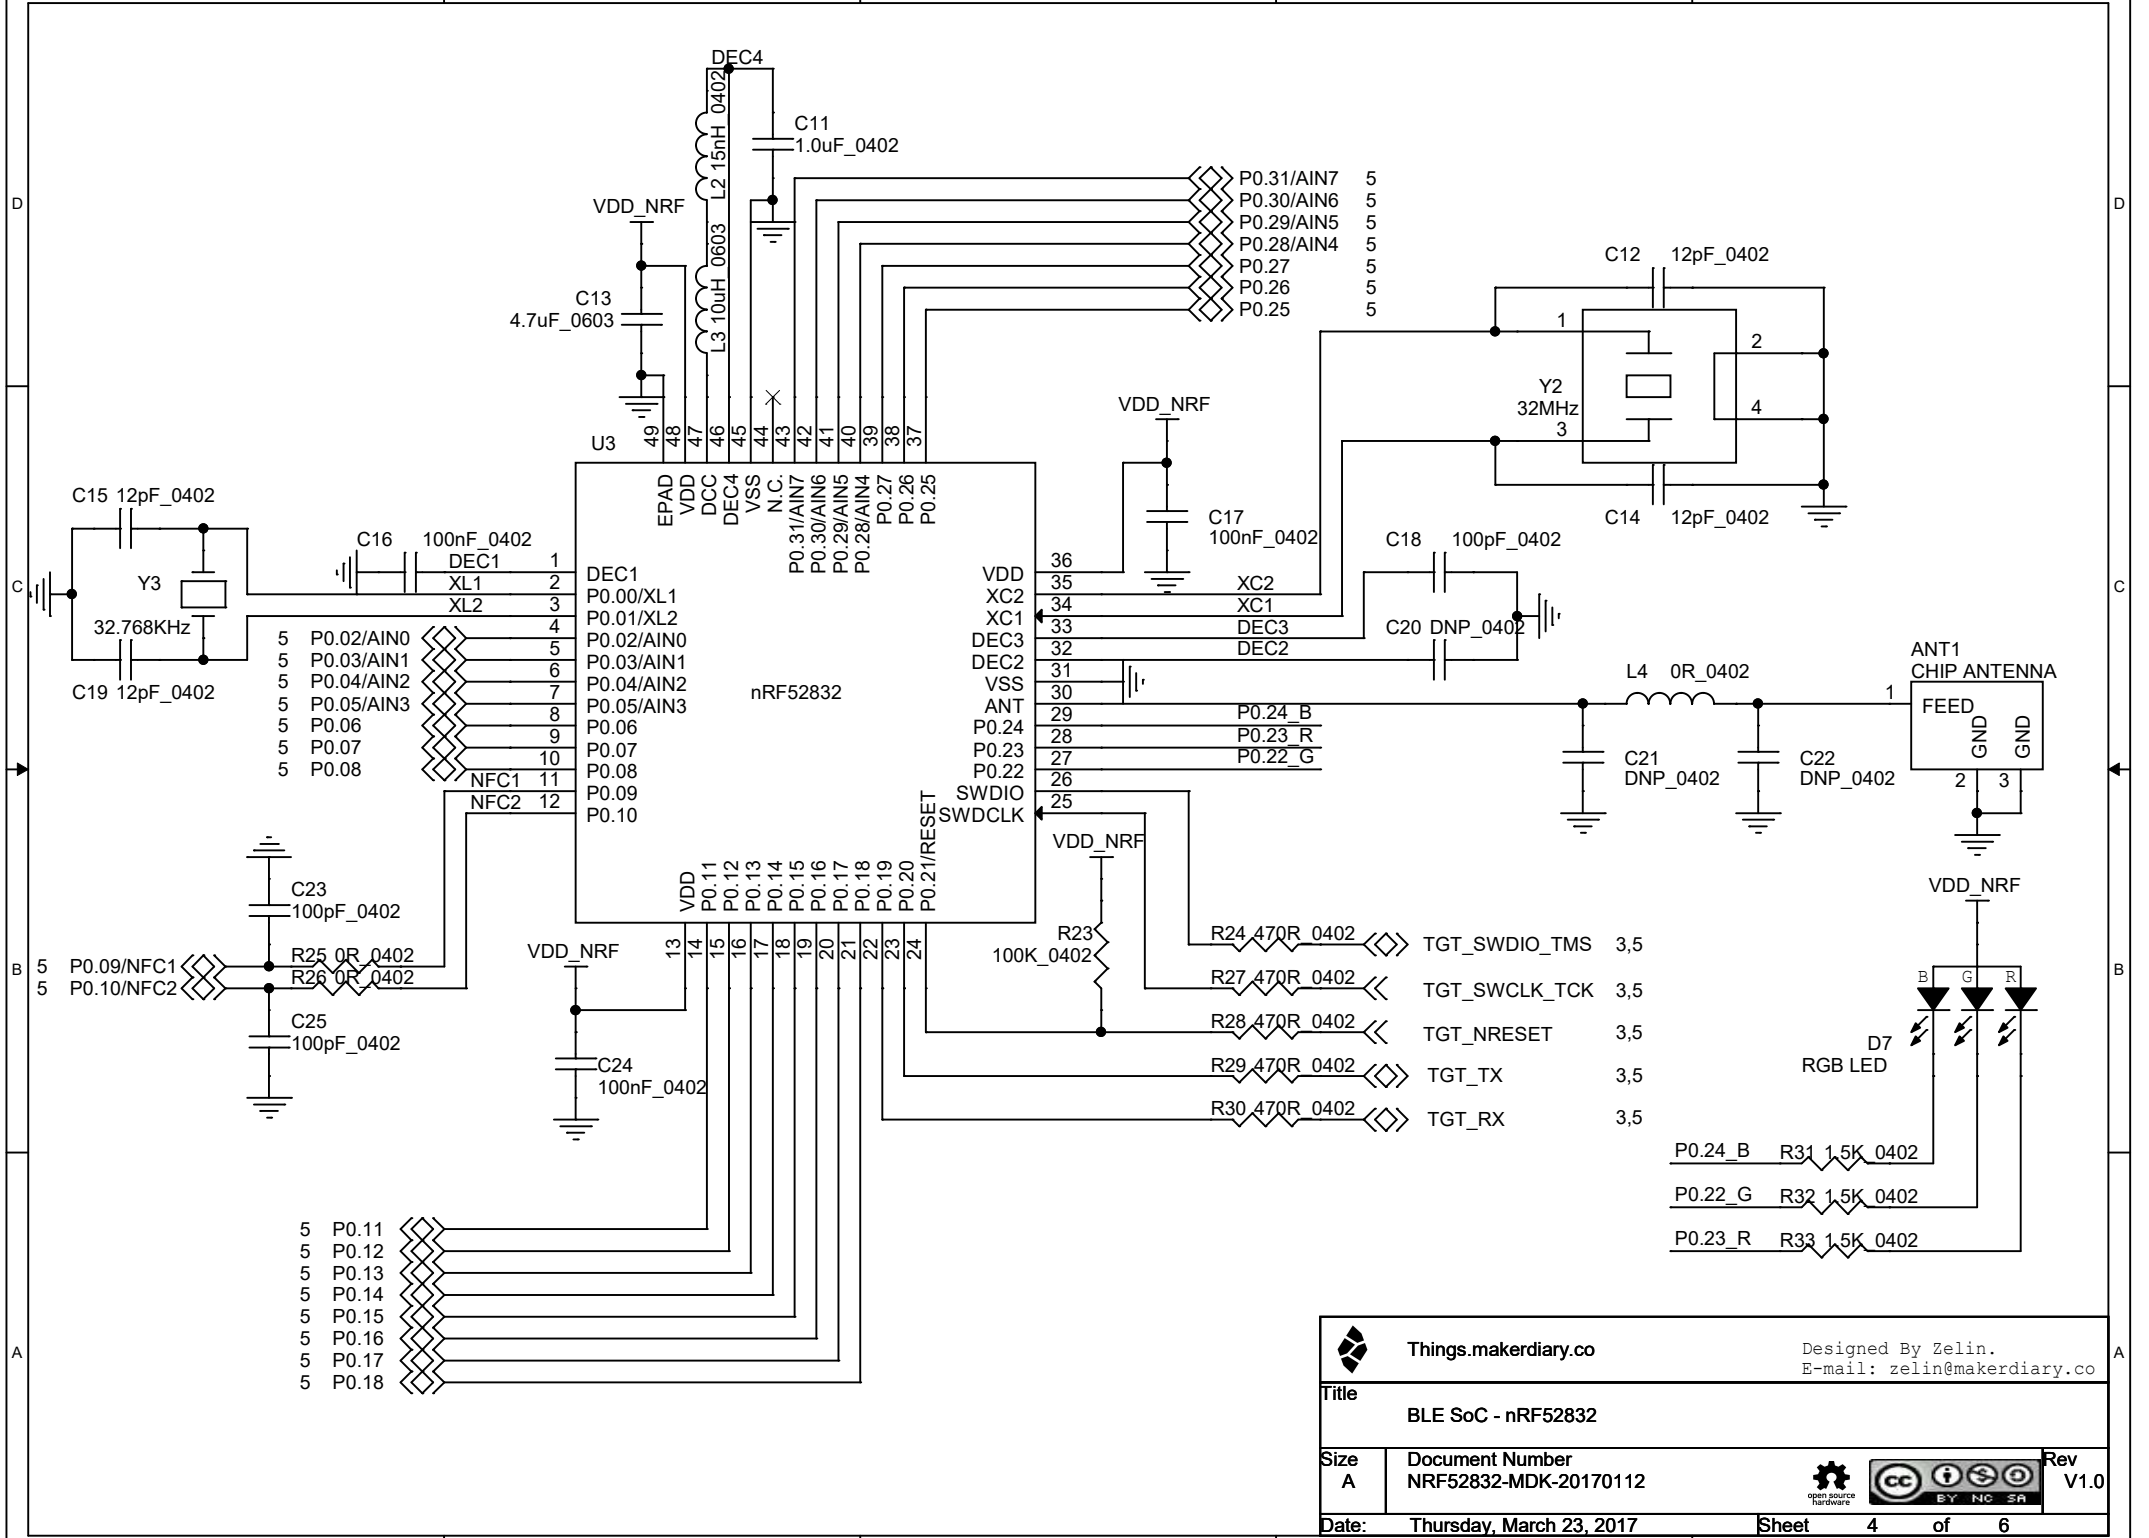 DEC4
L2 15nH_0402
C11
1.0uF_0402
VDD_NRF
L3 10uH_0603
C13
4.7uF_0603
P0.31/AIN7 5
P0.30/AIN6 5
P0.29/AIN5 5
P0.28/AIN4 5
P0.27 5
P0.26 5
P0.25 5
C12 12pF_0402
1
2
Y2
32MHz
4
3
C14 12pF_0402
VDD_NRF
C17
100nF_0402
U3
49 48 47 46 45 44 43 42 41 40 39 38 37
EPAD
VDD
DCC
DEC4
VSS
N.C.
P0.31/AIN7
P0.30/AIN6
P0.29/AIN5
P0.28/AIN4
P0.27
P0.26
P0.25
C15 12pF_0402
Y3
32.768KHz
C19 12pF_0402
C16 100nF_0402
DEC1 1 DEC1
XL1 2 P0.00/XL1
XL2 3 P0.01/XL2
5 P0.02/AIN0 4 P0.02/AIN0
5 P0.03/AIN1 5 P0.03/AIN1
5 P0.04/AIN2 6 P0.04/AIN2
5 P0.05/AIN3 7 P0.05/AIN3
5 P0.06 8 P0.06
5 P0.07 9 P0.07
5 P0.08 10 P0.08
NFC1 11 P0.09
NFC2 12 P0.10
nRF52832
VDD 36
XC2 35 XC2
XC1 34 XC1
DEC3 33 DEC3
DEC2 32 DEC2
VSS 31
ANT 30
P0.24 29 P0.24_B
P0.23 28 P0.23_R
P0.22 27 P0.22_G
SWDIO 26
SWDCLK 25
C18 100pF_0402
C20 DNP_0402
L4 0R_0402
C21
DNP_0402
C22
DNP_0402
ANT1
CHIP ANTENNA
1
FEED
GND
GND
2 3
VDD
P0.11
P0.12
P0.13
P0.14
P0.15
P0.16
P0.17
P0.18
P0.19
P0.20
P0.21/RESET
13 14 15 16 17 18 19 20 21 22 23 24
C23
100pF_0402
5 P0.09/NFC1 R25 0R_0402
5 P0.10/NFC2 R26 0R_0402
C25
100pF_0402
VDD_NRF
C24
100nF_0402
VDD_NRF
R23
100K_0402
R24 470R_0402 TGT_SWDIO_TMS 3,5
R27 470R_0402 TGT_SWCLK_TCK 3,5
R28 470R_0402 TGT_NRESET 3,5
R29 470R_0402 TGT_TX 3,5
R30 470R_0402 TGT_RX 3,5
VDD_NRF
B G R
D7
RGB LED
P0.24_B R31 1.5K_0402
P0.22_G R32 1.5K_0402
P0.23_R R33 1.5K_0402
5 P0.11
5 P0.12
5 P0.13
5 P0.14
5 P0.15
5 P0.16
5 P0.17
5 P0.18
D
C
B
A
D
C
B
A
Things.makerdiary.co
Designed By Zelin.
E-mail: zelin@makerdiary.co
Title
BLE SoC - nRF52832
Size
A
Document Number
NRF52832-MDK-20170112
open source
hardware
cc
BY NC SA
Rev
V1.0
Date: Thursday, March 23, 2017
Sheet 4 of 6